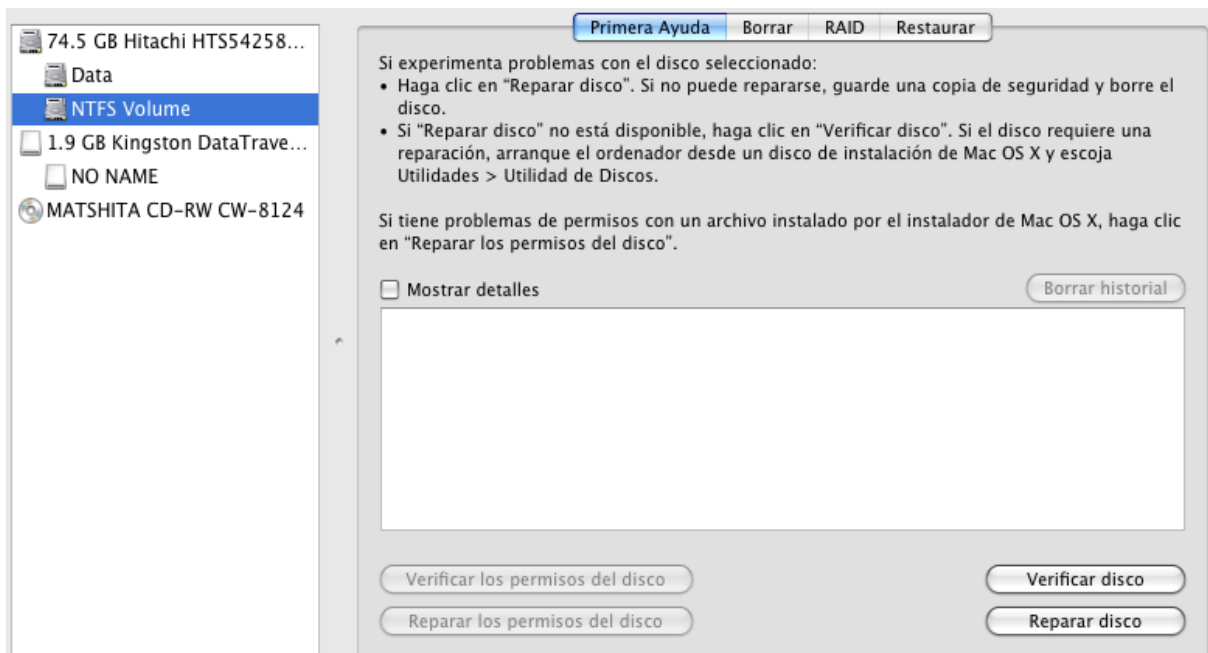 74.5 GB Hitachi HTS54258...
Data
NTFS Volume
1.9 GB Kingston DataTrave...
NO NAME
MATSHITA CD-RW CW-8124
Primera Ayuda
Borrar
RAID
Restaurar
Si experimenta problemas con el disco seleccionado:
• Haga clic en “Reparar disco”. Si no puede repararse, guarde una copia de seguridad y borre el
disco.
• Si “Reparar disco” no está disponible, haga clic en “Verificar disco”. Si el disco requiere una
reparación, arranque el ordenador desde un disco de instalación de Mac OS X y escoja
Utilidades > Utilidad de Discos.
Si tiene problemas de permisos con un archivo instalado por el instalador de Mac OS X, haga clic
en “Reparar los permisos del disco”.
Mostrar detalles
Borrar historial
Verificar los permisos del disco
Verificar disco
Reparar los permisos del disco
Reparar disco